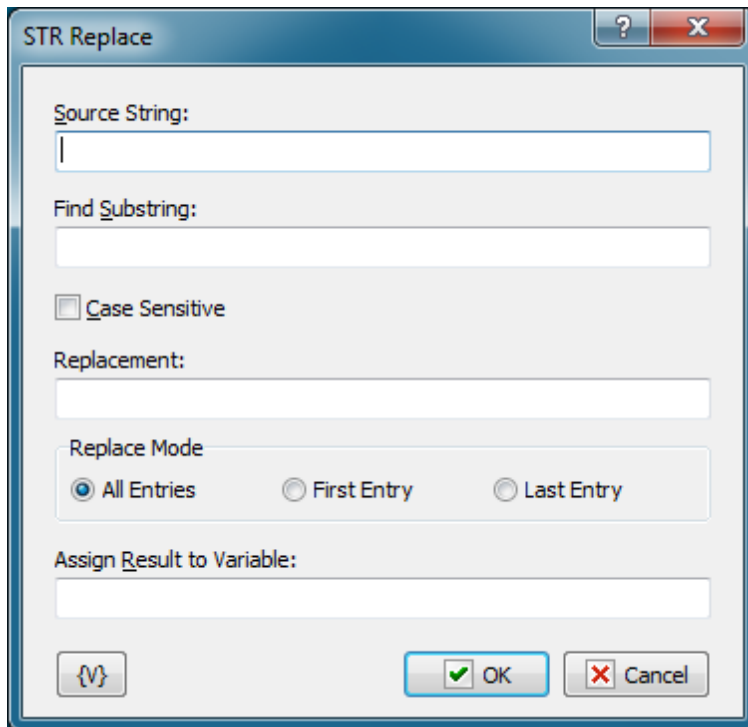 STR Replace ?
Source String:
Find Substring:
Case Sensitive
Replacement:
Replace Mode
All Entries First Entry Last Entry
Assign Result to Variable:
{V} OK Cancel